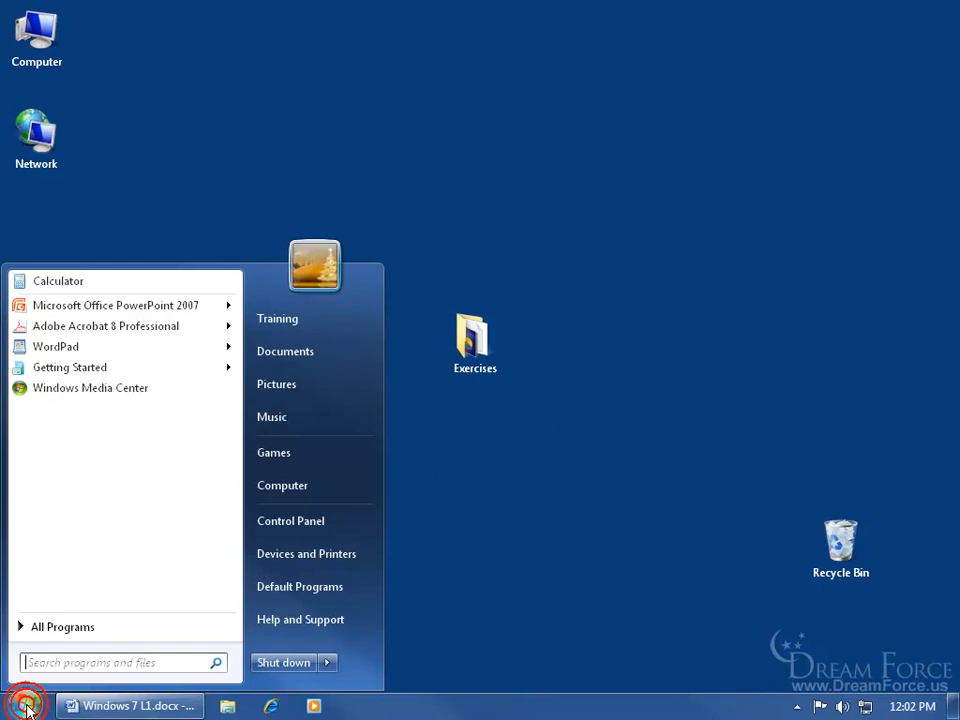 Computer
Network
Calculator
Microsoft Office PowerPoint 2007
Adobe Acrobat 8 Professional
WordPad
Getting Started
Windows Media Center
All Programs
Search programs and files
Training
Documents
Pictures
Music
Games
Computer
Control Panel
Devices and Printers
Default Programs
Help and Support
Shut down
Exercises
Recycle Bin
DREAM FORCE
www.DreamForce.us
Windows 7 L1.docx -...
12:02 PM